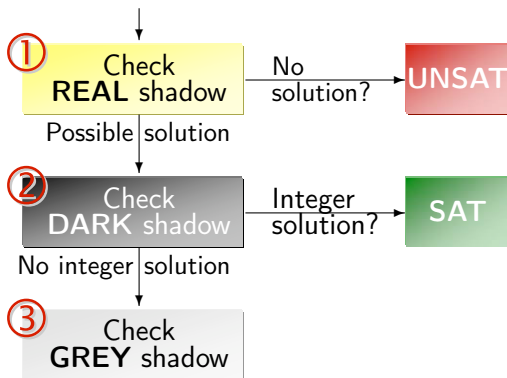 1
Check
REAL shadow
No
solution?
UNSAT
Possible solution
2
Check
DARK shadow
Integer
solution?
SAT
No integer solution
3
Check
GREY shadow